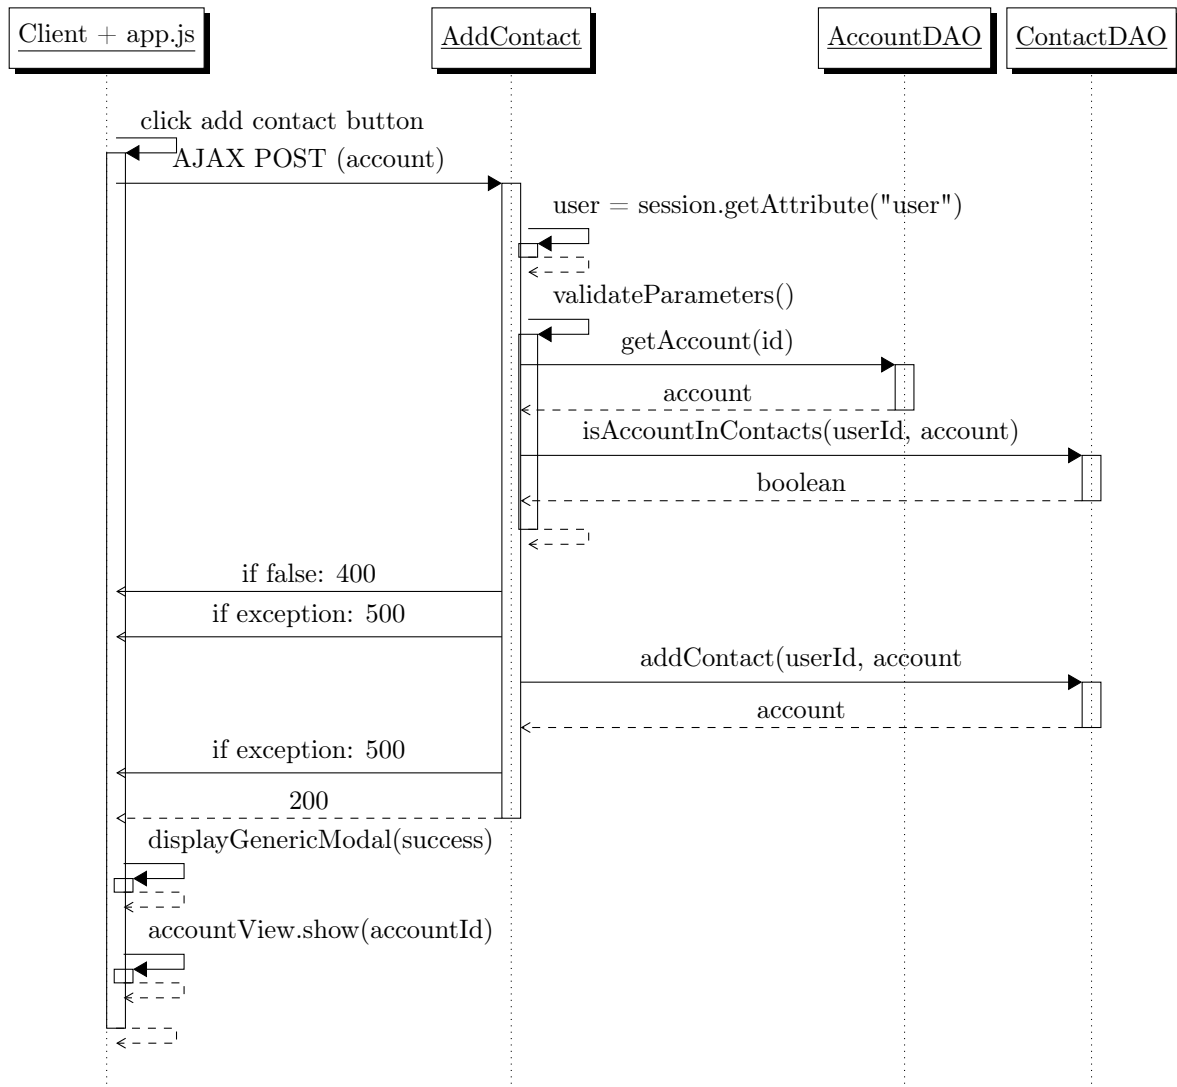 Client + app.js
AddContact
AccountDAO
ContactDAO
click add contact button
AJAX POST (account)
user = session.getAttribute("user")
validateParameters()
getAccount(id)
account
isAccountInContacts(userId, account)
boolean
if false: 400
if exception: 500
addContact(userId, account
account
if exception: 500
200
displayGenericModal(success)
accountView.show(accountId)